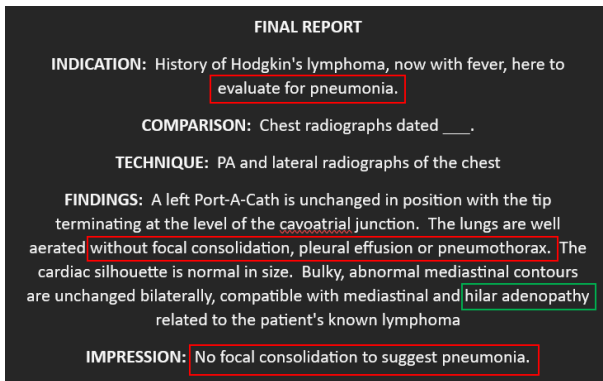 FINAL REPORT
INDICATION: History of Hodgkin's lymphoma, now with fever, here to
evaluate for pneumonia.
COMPARISON: Chest radiographs dated ___.
TECHNIQUE: PA and lateral radiographs of the chest
FINDINGS: A left Port-A-Cath is unchanged in position with the tip
terminating at the level of the cavoatrial junction. The lungs are well
aerated without focal consolidation, pleural effusion or pneumothorax. The
cardiac silhouette is normal in size. Bulky, abnormal mediastinal contours
are unchanged bilaterally, compatible with mediastinal and hilar adenopathy
related to the patient's known lymphoma
IMPRESSION: No focal consolidation to suggest pneumonia.